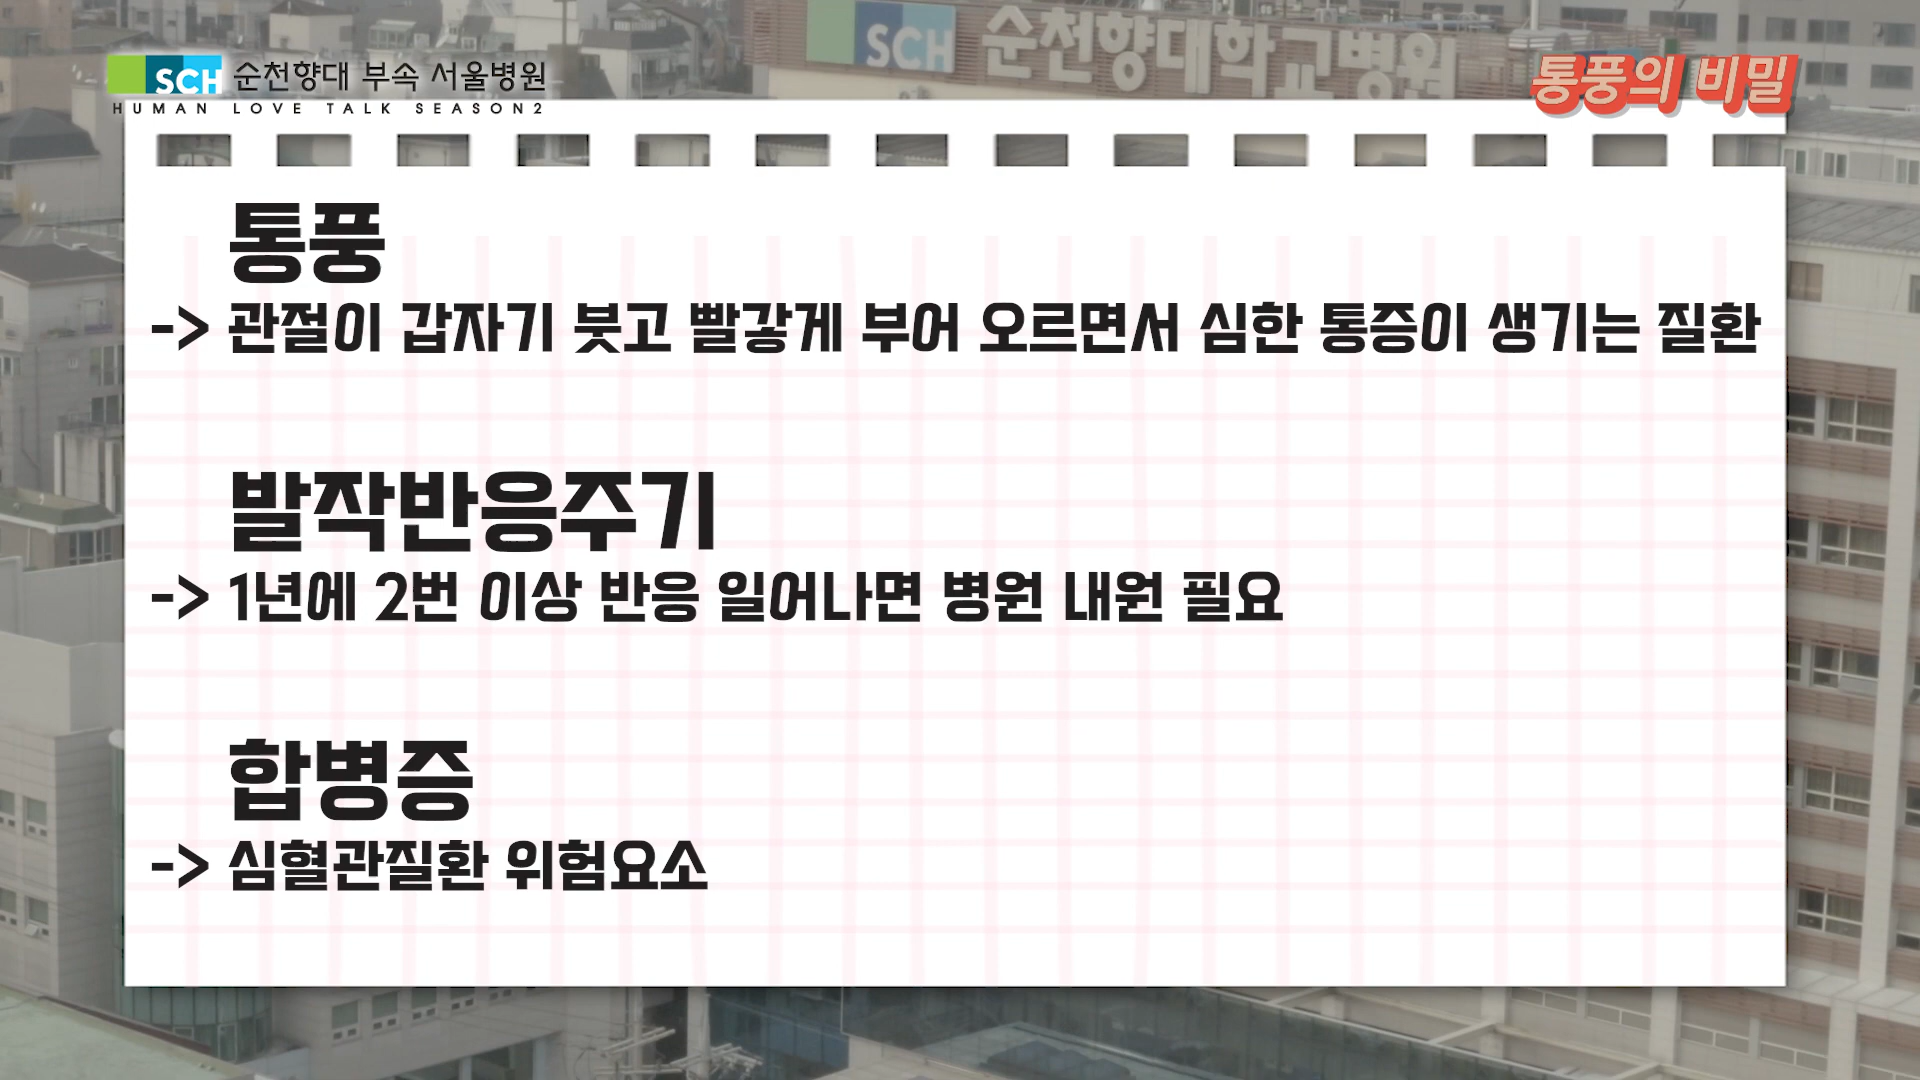 SCH 순천향대학교병원
SCH 순천향대 부속 서울병원
HUMAN LOVE TALK SEASON2
통풍의 비밀
통풍
-> 관절이 갑자기 붓고 빨갛게 부어 오르면서 심한 통증이 생기는 질환
발작반응주기
-> 1년에 2번 이상 반응 일어나면 병원 내원 필요
합병증
-> 심혈관질환 위험요소